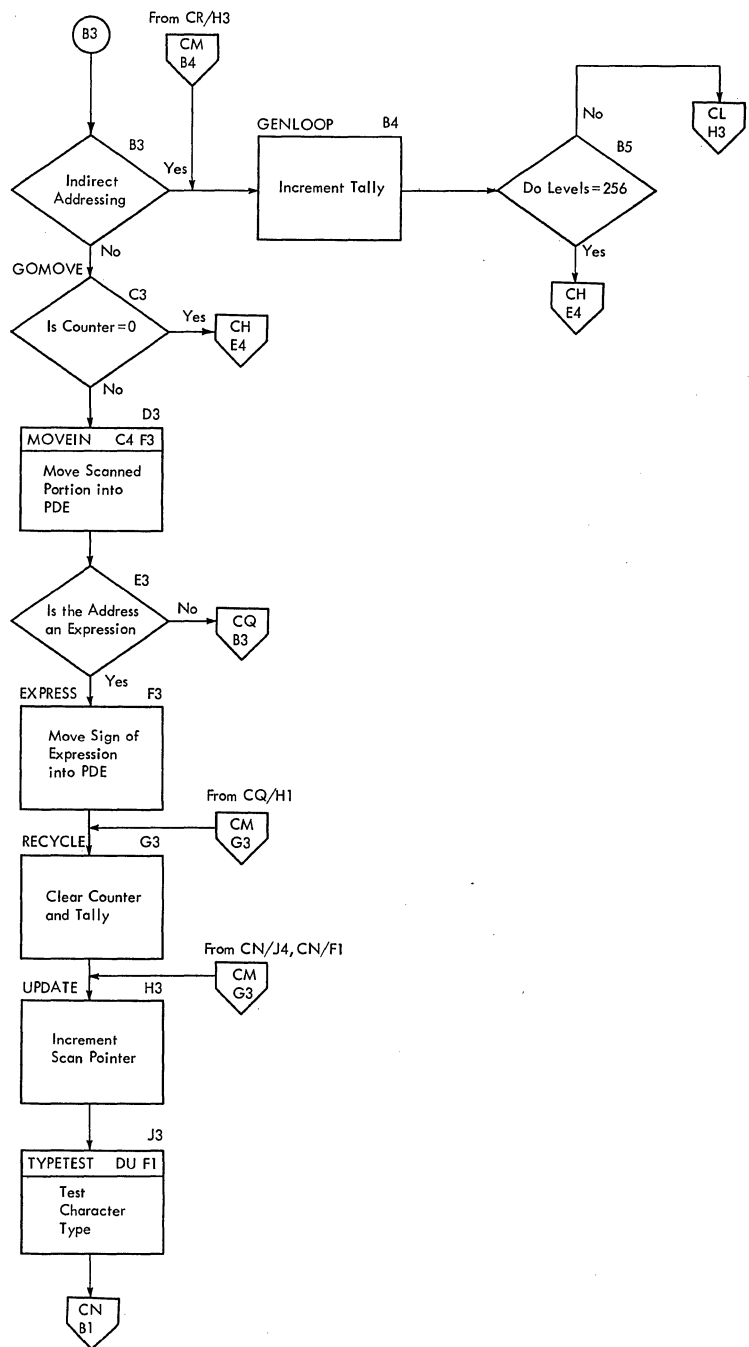 B3
From CR/H3
CM
B4
B3
Indirect
Addressing
Yes
No
GENLOOP B4
Increment Tally
B5
Do Levels=256
No
CL
H3
Yes
CH
E4
GOMOVE
C3
Is Counter=0
Yes
CH
E4
No
D3
MOVEIN C4 F3
Move Scanned
Portion into
PDE
E3
Is the Address
an Expression
No
CQ
B3
Yes
EXPRESS F3
Move Sign of
Expression
into PDE
From CQ/H1
CM
G3
RECYCLE G3
Clear Counter
and Tally
From CN/J4, CN/F1
CM
G3
UPDATE H3
Increment
Scan Pointer
J3
TYPETEST DU F1
Test
Character
Type
CN
B1